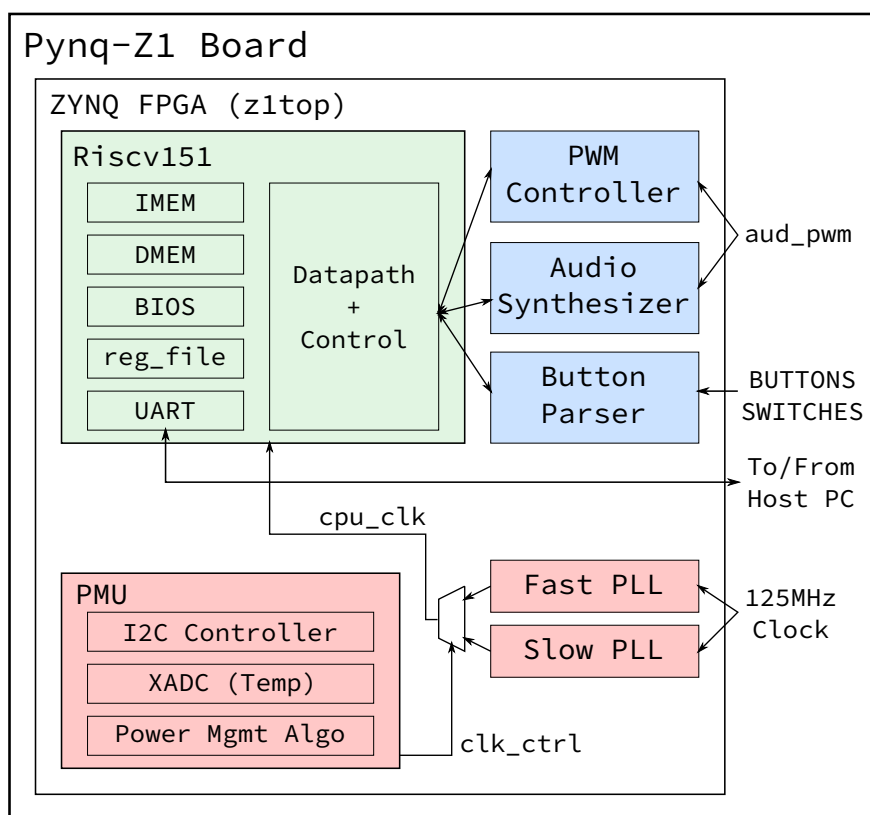 Pynq-Z1 Board
ZYNQ FPGA (z1top)
Riscv151
IMEM
DMEM
BIOS
reg_file
UART
Datapath
+
Control
PWM
Controller
Audio
Synthesizer
Button
Parser
aud_pwm
BUTTONS
SWITCHES
To/From
Host PC
cpu_clk
PMU
I2C Controller
XADC (Temp)
Power Mgmt Algo
Fast PLL
Slow PLL
125MHz
Clock
clk_ctrl